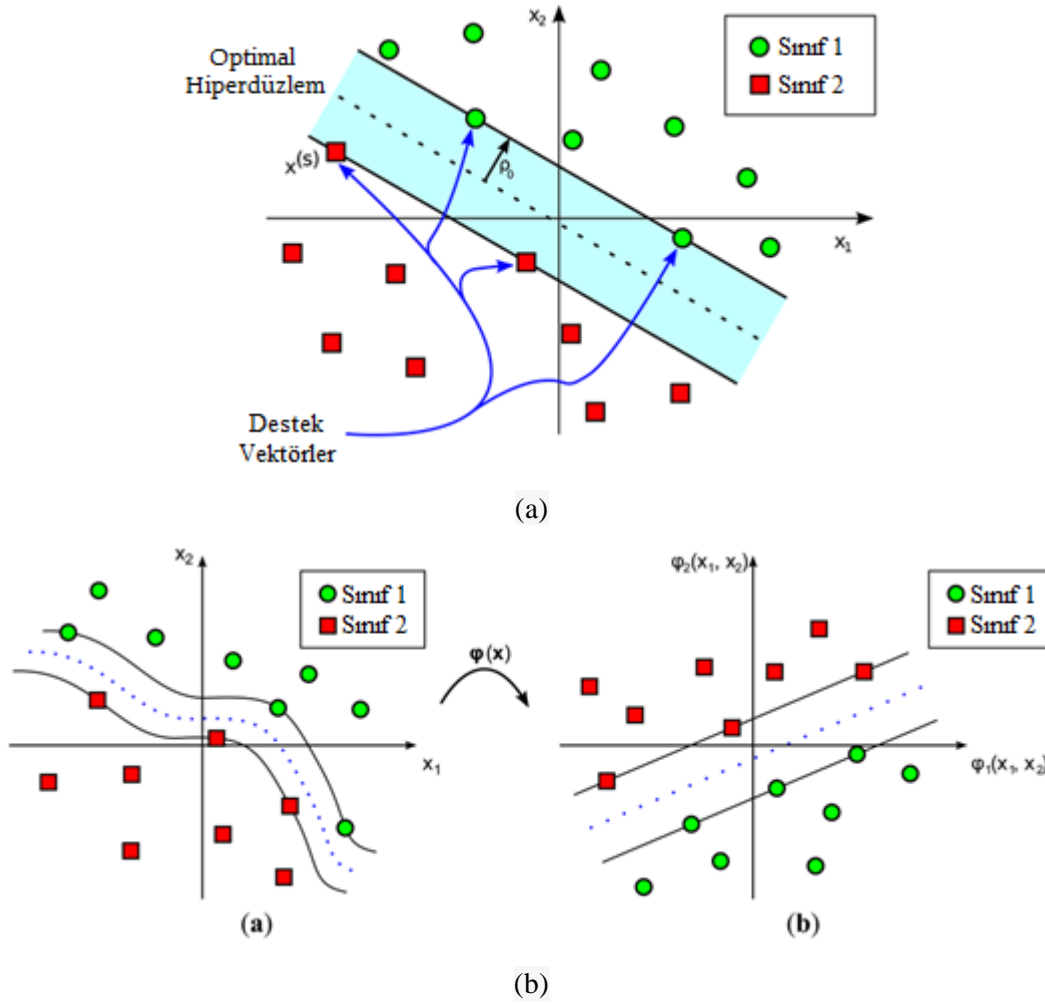 x₂
Sınıf 1
Sınıf 2
Optimal
Hiperdüzlem
x⁽ˢ⁾
ρ₀
x₁
Destek
Vektörler
(a)
x₂
Sınıf 1
Sınıf 2
φ(x)
x₁
(a)
φ₂(x₁, x₂)
Sınıf 1
Sınıf 2
φ₁(x₁, x₂)
(b)
(b)